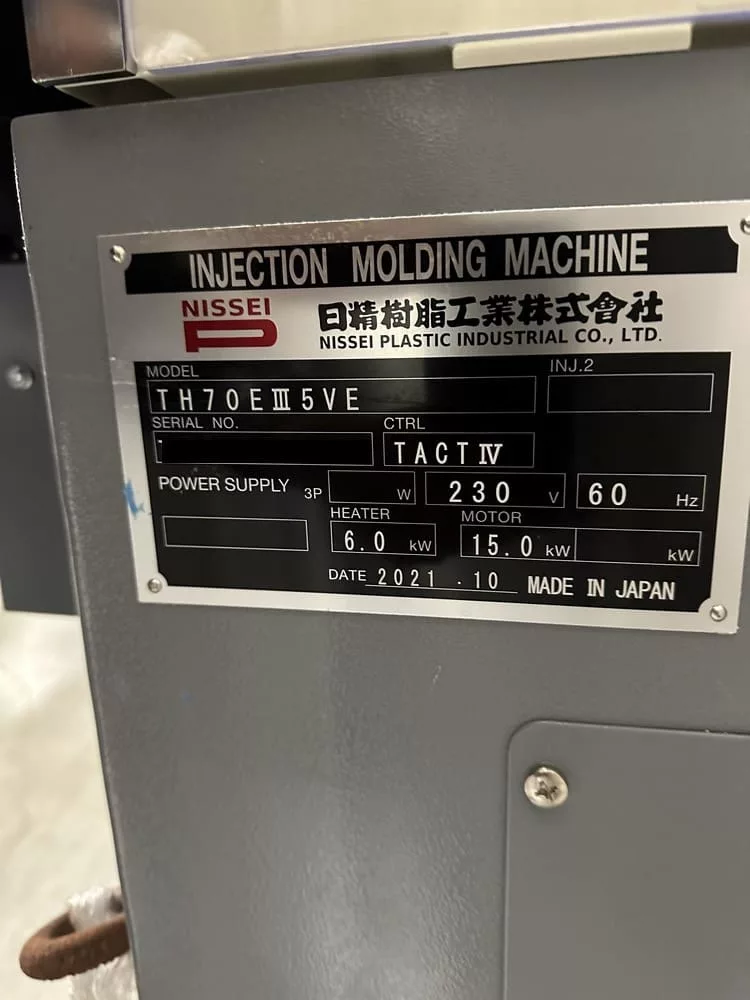 INJECTION MOLDING MACHINE
NISSEI
日精樹脂工業株式會社
NISSEI PLASTIC INDUSTRIAL CO., LTD.
MODEL
INJ.2
TH70EⅢ5VE
SERIAL NO.
CTRL
TACTⅣ
POWER SUPPLY 3P W 230 V 60 Hz
HEATER
MOTOR
6.0 kW 15.0 kW kW
DATE 2021 . 10 MADE IN JAPAN